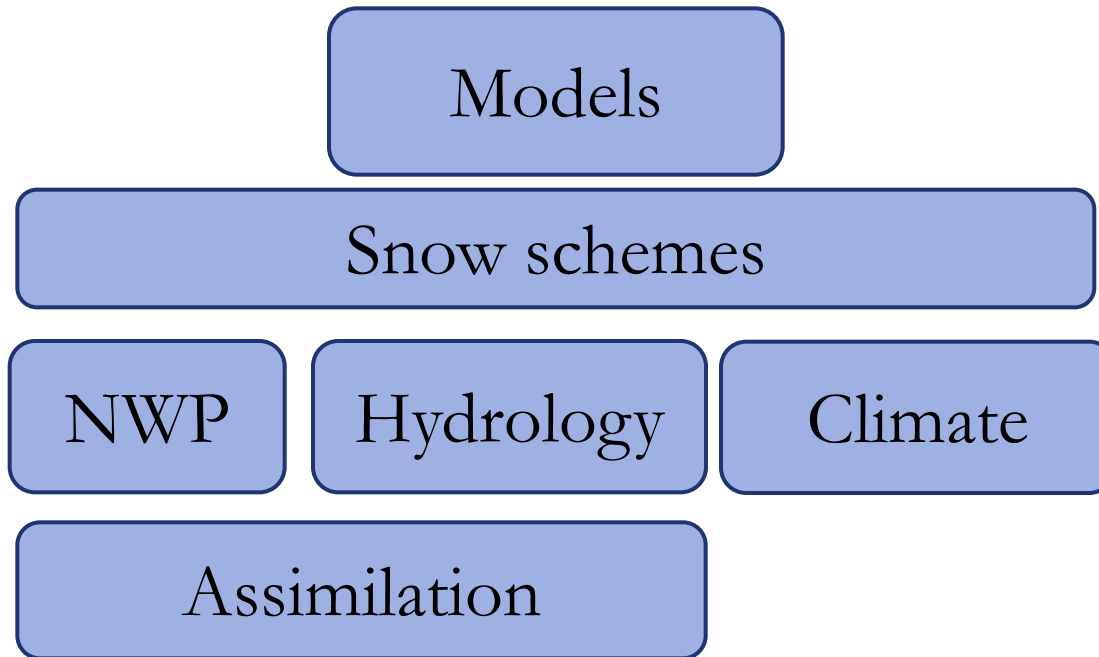 Models
Snow schemes
NWP
Hydrology
Climate
Assimilation